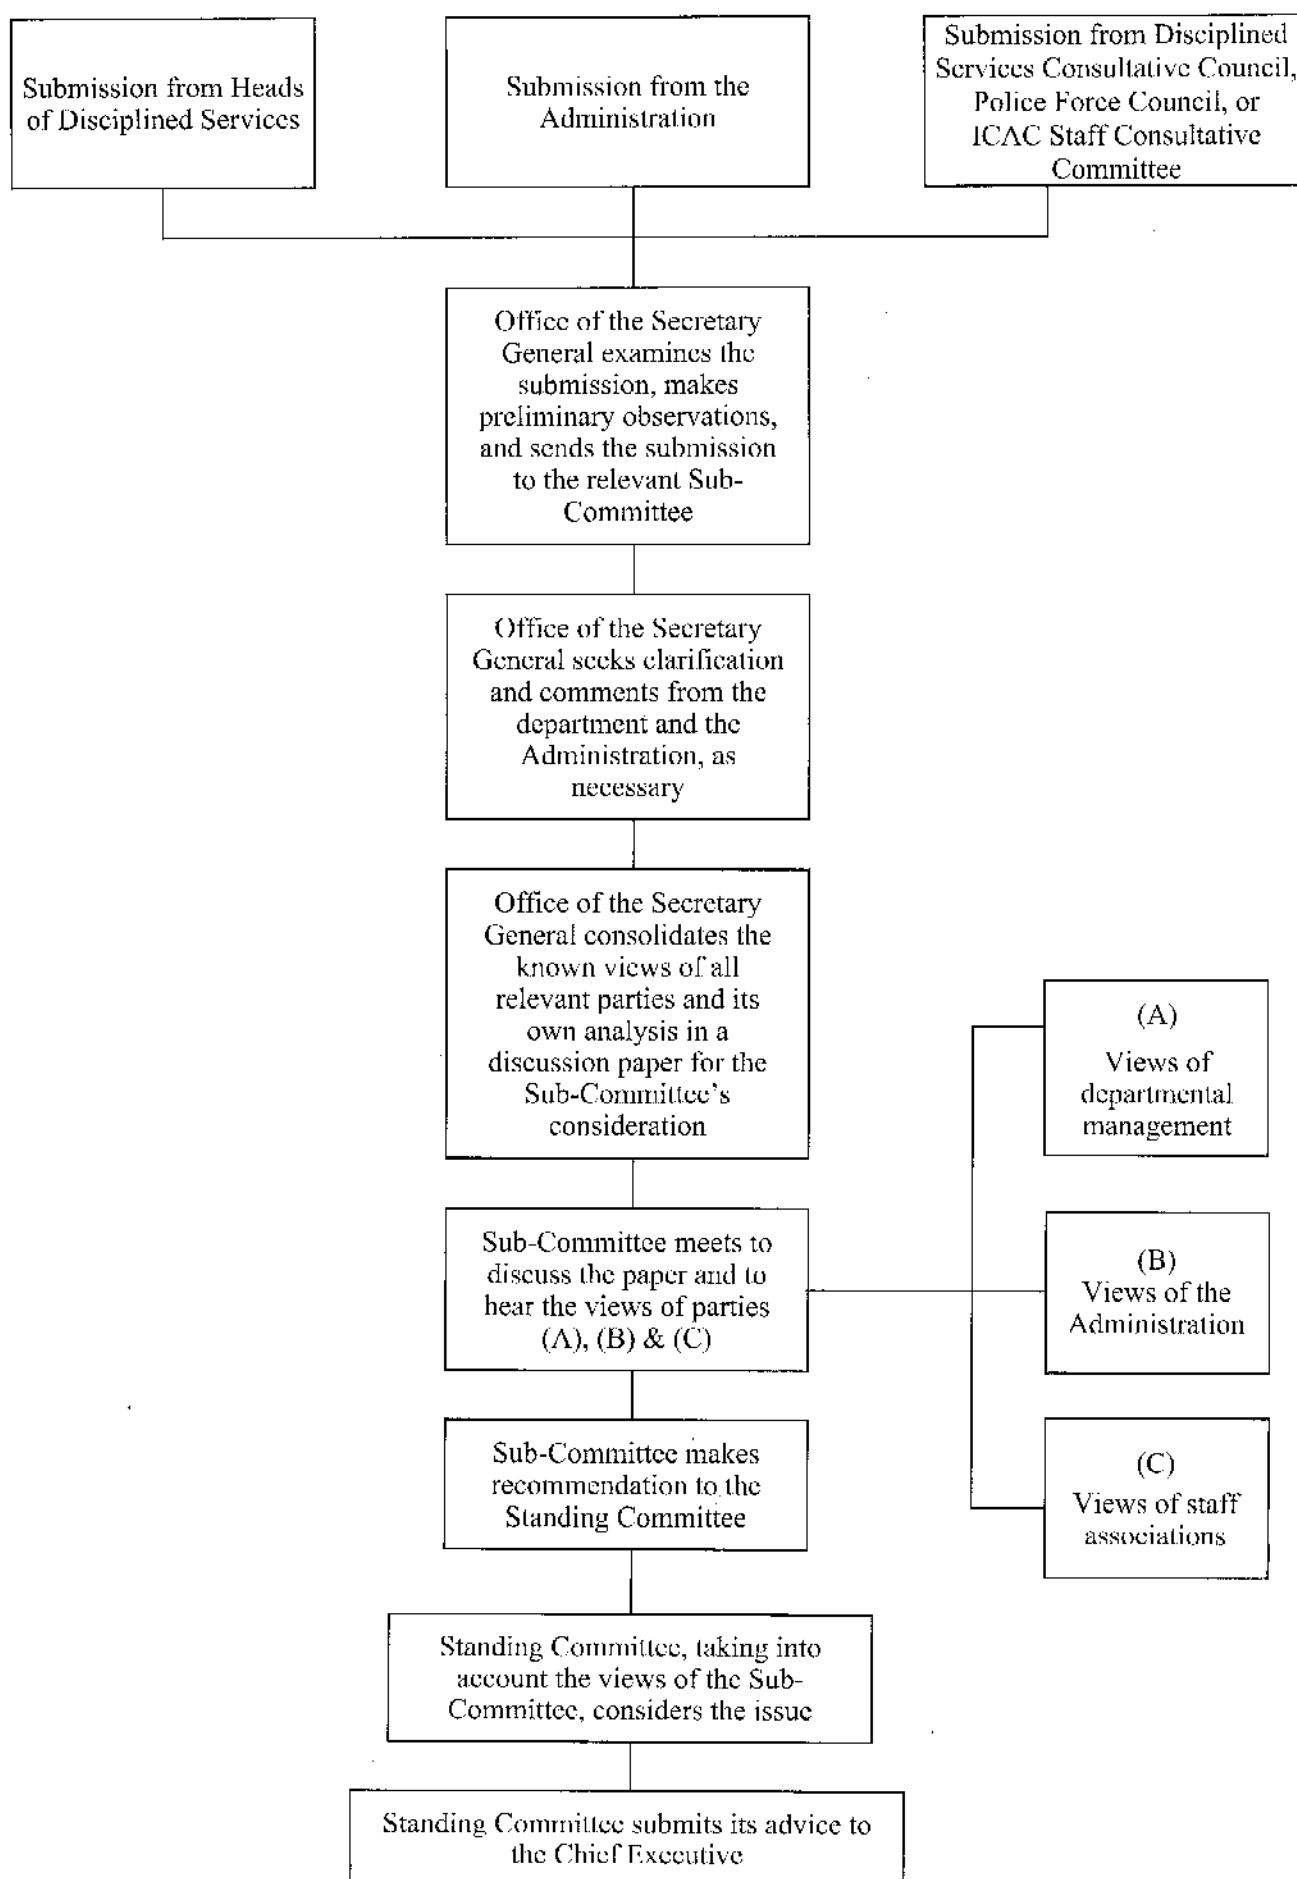 Submission from Heads
of Disciplined Services
Submission from the
Administration
Submission from Disciplined
Services Consultative Council,
Police Force Council, or
ICAC Staff Consultative
Committee
Office of the Secretary
General examines the
submission, makes
preliminary observations,
and sends the submission
to the relevant Sub-
Committee
Office of the Secretary
General seeks clarification
and comments from the
department and the
Administration, as
necessary
Office of the Secretary
General consolidates the
known views of all
relevant parties and its
own analysis in a
discussion paper for the
Sub-Committee's
consideration
Sub-Committee meets to
discuss the paper and to
hear the views of parties
(A), (B) & (C)
(A)
Views of
departmental
management
(B)
Views of the
Administration
(C)
Views of staff
associations
Sub-Committee makes
recommendation to the
Standing Committee
Standing Committee, taking into
account the views of the Sub-
Committee, considers the issue
Standing Committee submits its advice to
the Chief Executive